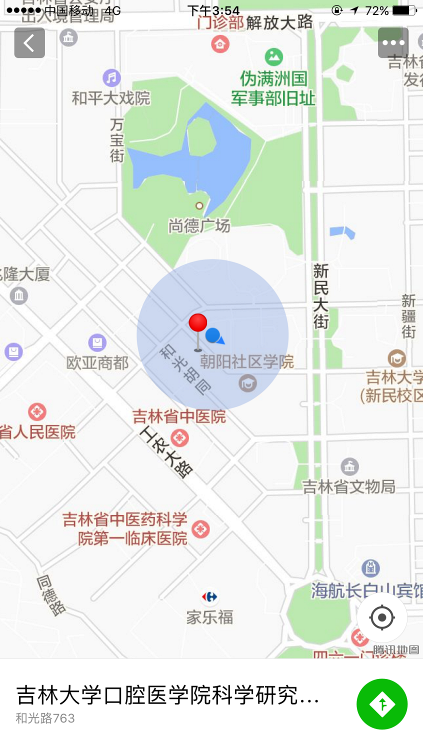 中国移动 4G
下午3:54
72%
出入境管理局
门诊部
解放大路
和平大戏院
伪满洲国
军事部旧址
吉林省
发
万宝街
尚德广场
隆大厦
新民大街
新疆街
和光胡同
朝阳社区学院
欧亚商都
吉林大学
(新民校区
吉林省中医院
省人民医院
工农大路
吉林省文物局
吉林省中医药科学
院第一临床医院
同德路
海航长白山宾馆
家乐福
腾讯地图
吉林大学口腔医学院科学研究...
和光路763